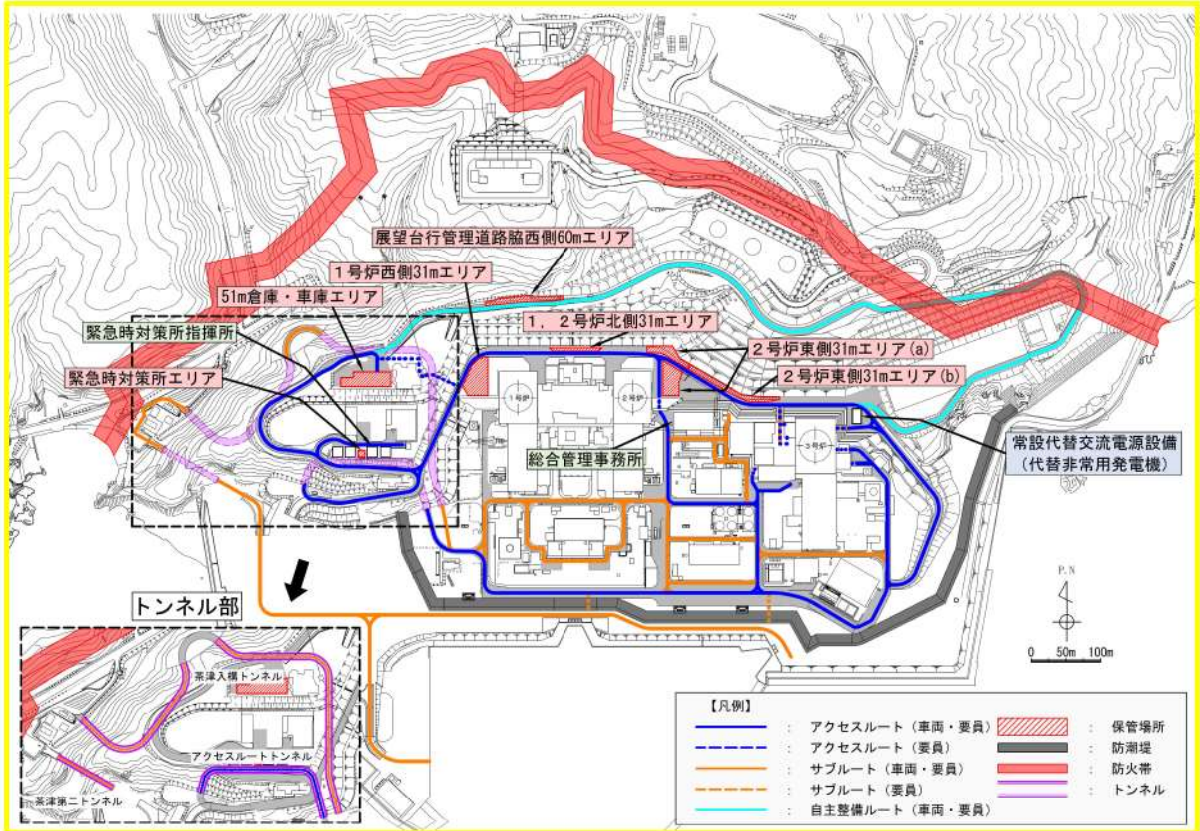 展望台行管理道路脇西側60mエリア
1号炉西側31mエリア
51m倉庫・車庫エリア
1,2号炉北側31mエリア
緊急時対策所指揮所
2号炉東側31mエリア(a)
緊急時対策所エリア
2号炉東側31mエリア(b)
1号炉
2号炉
3号炉
総合管理事務所
常設代替交流電源設備
(代替非常用発電機)
トンネル部
茶津入構トンネル
アクセスルートトンネル
茶津第二トンネル
P.N
0 50m 100m
【凡例】
: アクセスルート(車両・要員)
: アクセスルート(要員)
: サブルート(車両・要員)
: サブルート(要員)
: 自主整備ルート(車両・要員)
: 保管場所
: 防潮堤
: 防火帯
: トンネル